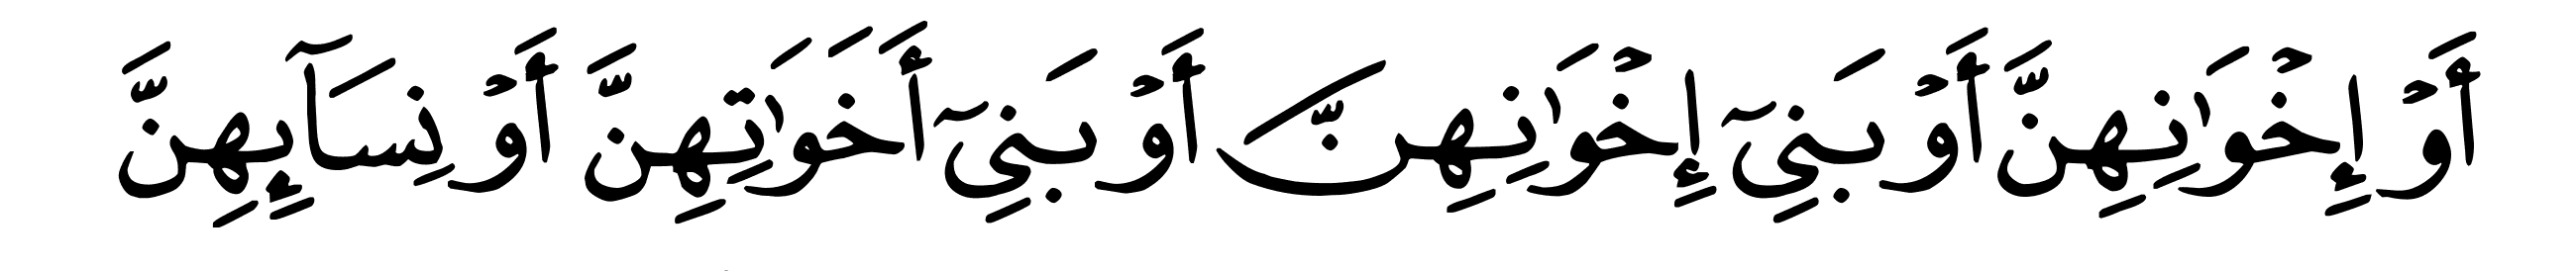 أَوْ إِخْوَٰنِهِنَّ أَوْ بَنِىٓ إِخْوَٰنِهِنَّ أَوْ بَنِىٓ أَخَوَٰتِهِنَّ أَوْ نِسَآئِهِنَّ